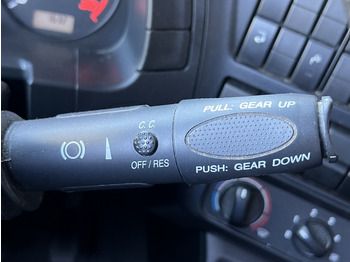 PULL: GEAR UP
C.C.
OFF / RES
PUSH: GEAR DOWN